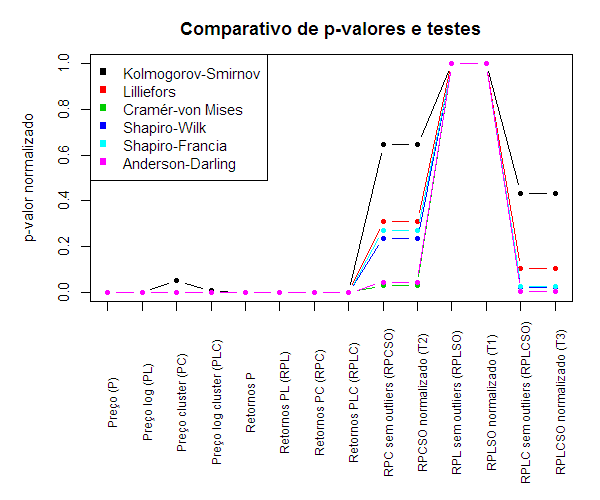 Comparativo de p-valores e testes
Kolmogorov-Smirnov
Lilliefors
Cramér-von Mises
Shapiro-Wilk
Shapiro-Francia
Anderson-Darling
p-valor normalizado
1.0
0.8
0.6
0.4
0.2
0.0
Preço (P)
Preço log (PL)
Preço cluster (PC)
Preço log cluster (PLC)
Retornos P
Retornos PL (RPL)
Retornos PC (RPC)
Retornos PLC (RPLC)
RPC sem outliers (RPCSO)
RPCSO normalizado (T2)
RPL sem outliers (RPLSO)
RPLSO normalizado (T1)
RPLC sem outliers (RPLCSO)
RPLCSO normalizado (T3)